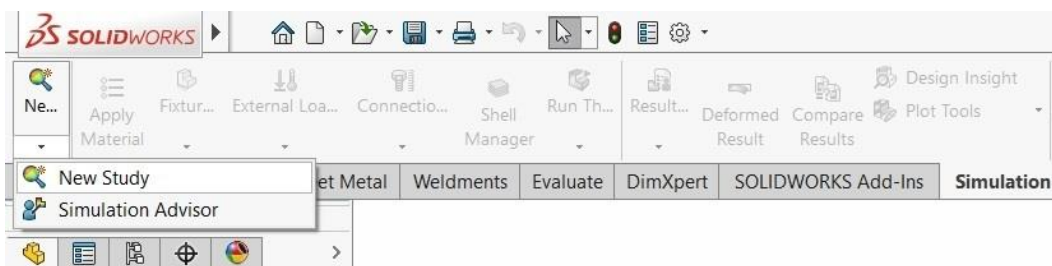 3S SOLIDWORKS
Ne...
Apply Material
Fixtur...
External Loa...
Connectio...
Shell Manager
Run Th...
Result...
Deformed Result
Compare Results
Design Insight
Plot Tools
New Study
Simulation Advisor
et Metal
Weldments
Evaluate
DimXpert
SOLIDWORKS Add-Ins
Simulation